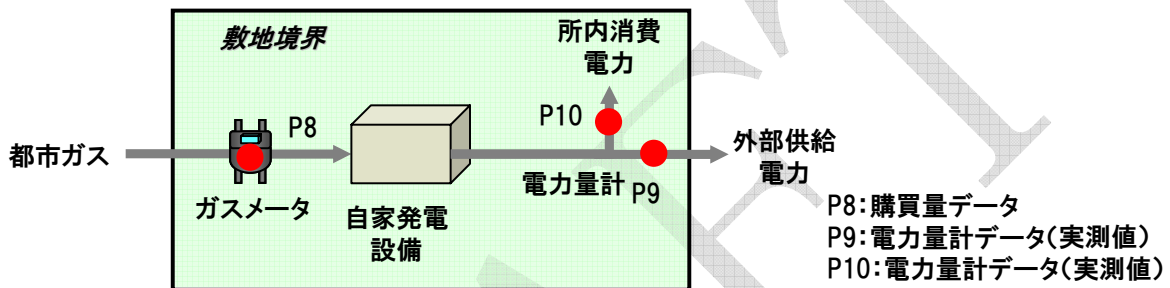 敷地境界
所内消費
電力
P10
P8
都市ガス
外部供給
電力
ガスメータ
自家発電
設備
電力量計
P9
P8:購買量データ
P9:電力量計データ(実測値)
P10:電力量計データ(実測値)